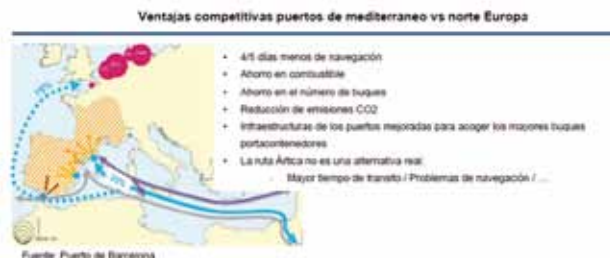 Ventajas competitivas puertos de mediterraneo vs norte Europa
• 4/5 días menos de navegación
• Ahorro en combustible
• Ahorro en el número de buques
• Reducción de emisiones CO2
• Infraestructuras de los puertos mejoradas para acoger los mayores buques
portacontenedores
• La ruta Ártica no es una alternativa real:
Mayor tiempo de transito / Problemas de navegación / ...
Fuente: Puerto de Barcelona